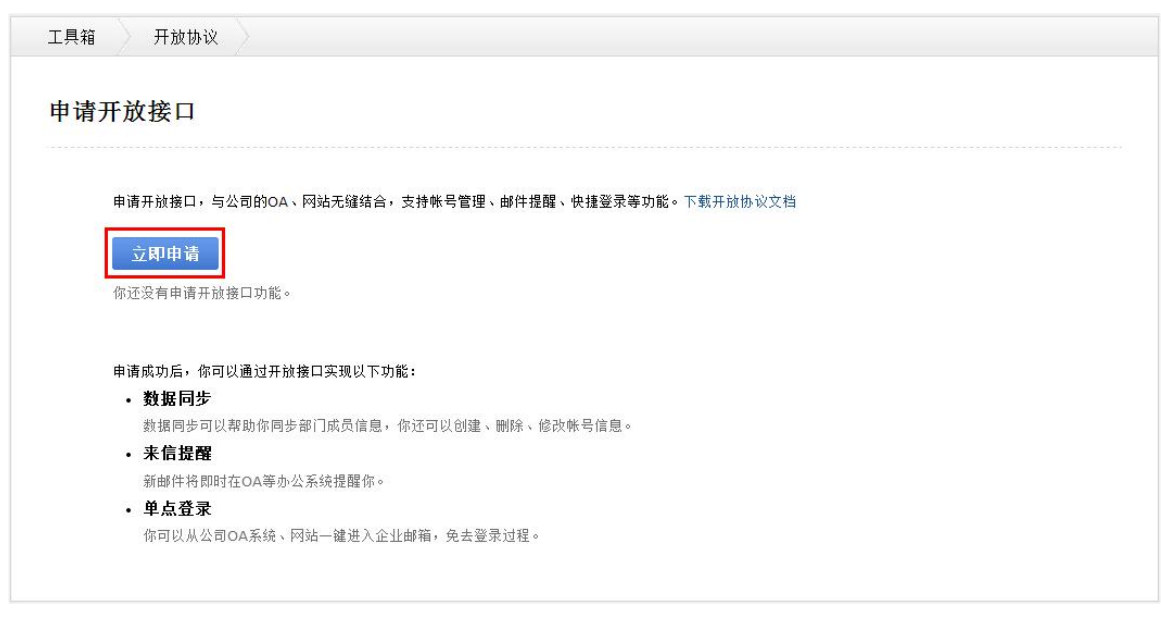 工具箱 开放协议
申请开放接口
申请开放接口，与公司的OA、网站无缝结合，支持帐号管理、邮件提醒、快捷登录等功能。下载开放协议文档
立即申请
你还没有申请开放接口功能。
申请成功后，你可以通过开放接口实现以下功能：
• 数据同步
数据同步可以帮助你同步部门成员信息，你还可以创建、删除、修改帐号信息。
• 来信提醒
新邮件将即时在OA等办公系统提醒你。
• 单点登录
你可以从公司OA系统、网站一键进入企业邮箱，免去登录过程。